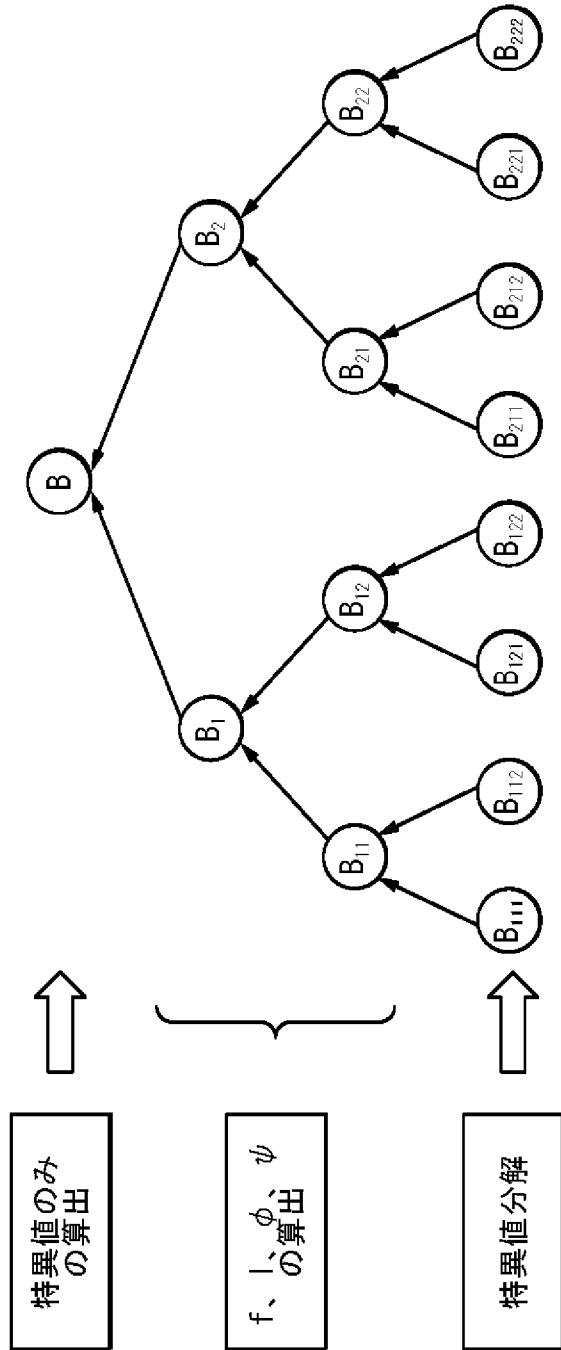 特異値のみ
の算出
B
f、l、φ、ψ
の算出
B₁
B₂
B₁₁
B₁₂
B₂₁
B₂₂
特異値分解
B₁₁₁
B₁₁₂
B₁₂₁
B₁₂₂
B₂₁₁
B₂₁₂
B₂₂₁
B₂₂₂